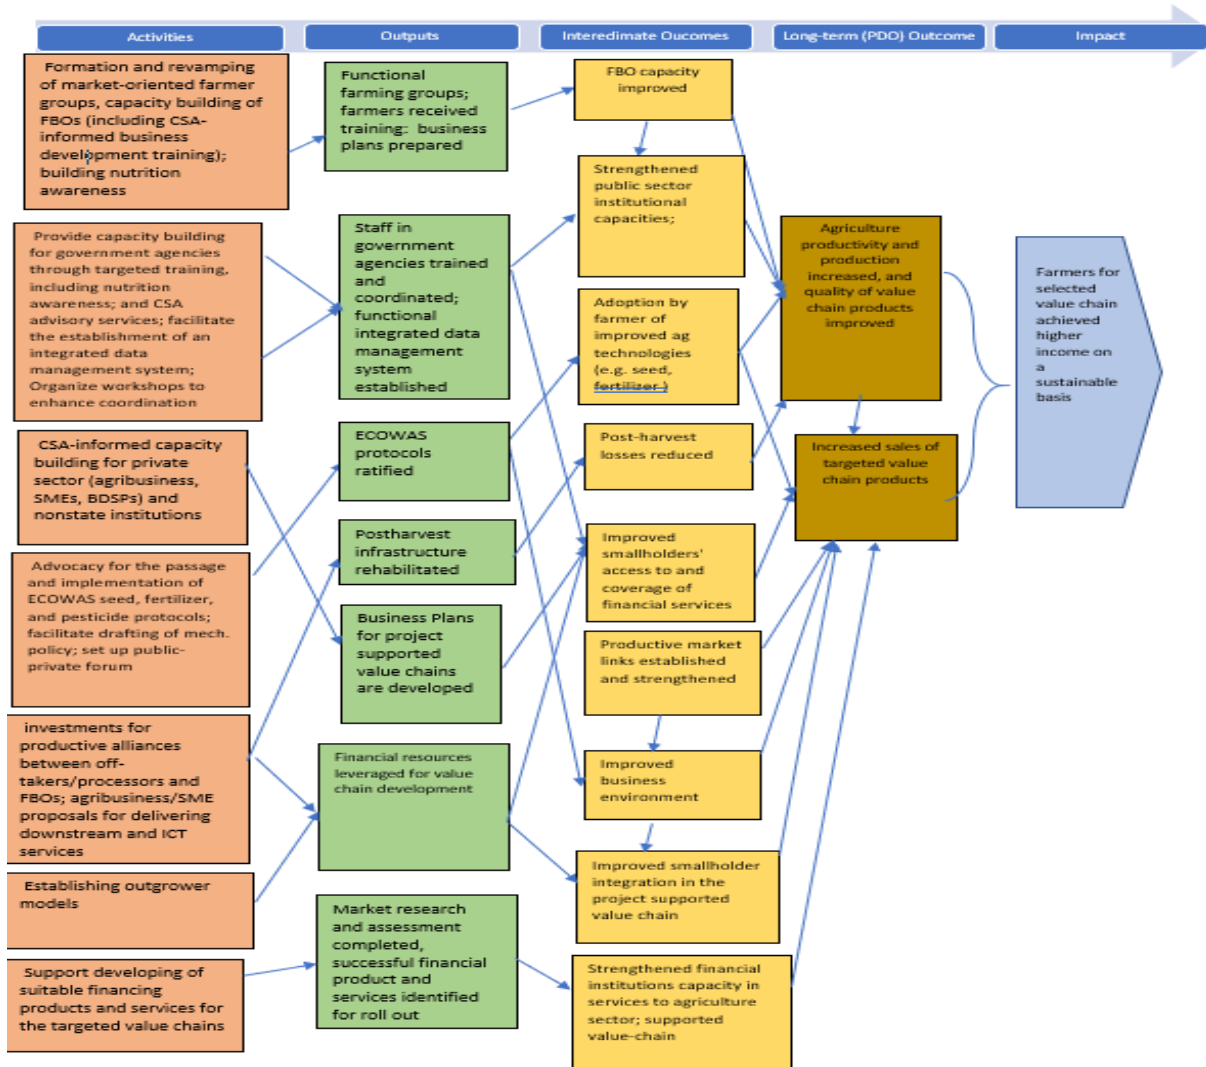 Activities
Outputs
Interedimate Oucomes
Long-term (PDO) Outcome
Impact
Formation and revamping
of market-oriented farmer
groups, capacity building of
FBOs (including CSA-
informed business
development training);
building nutrition
awareness
Provide capacity building
for government agencies
through targeted training,
including nutrition
awareness; and CSA
advisory services; facilitate
the establishment of an
integrated data
management system;
Organize workshops to
enhance coordination
CSA-informed capacity
building for private
sector (agribusiness,
SMEs, BDSPs) and
nonstate institutions
Advocacy for the passage
and implementation of
ECOWAS seed, fertilizer,
and pesticide protocols;
facilitate drafting of mech.
policy; set up public-
private forum
investments for
productive alliances
between off-
takers/processors and
FBOs; agribusiness/SME
proposals for delivering
downstream and ICT
services
Establishing outgrower
models
Support developing of
suitable financing
products and services for
the targeted value chains
Functional
farming groups;
farmers received
training: business
plans prepared
Staff in
government
agencies trained
and
coordinated;
functional
integrated data
management
system
established
ECOWAS
protocols
ratified
Postharvest
infrastructure
rehabilitated
Business Plans
for project
supported
value chains
are developed
Financial resources
leveraged for value
chain development
Market research
and assessment
completed,
successful financial
product and
services identified
for roll out
FBO capacity
improved
Strengthened
public sector
institutional
capacities;
Adoption by
farmer of
improved ag
technologies
(e.g. seed,
fertilizer )
Post-harvest
losses reduced
Improved
smallholders'
access to and
coverage of
financial services
Productive market
links established
and strengthened
Improved
business
environment
Improved smallholder
integration in the
project supported
value chain
Strengthened financial
institutions capacity in
services to agriculture
sector; supported
value-chain
Agriculture
productivity and
production
increased, and
quality of value
chain products
improved
Increased sales of
targeted value
chain products
Farmers for
selected
value chain
achieved
higher
income on
a
sustainable
basis